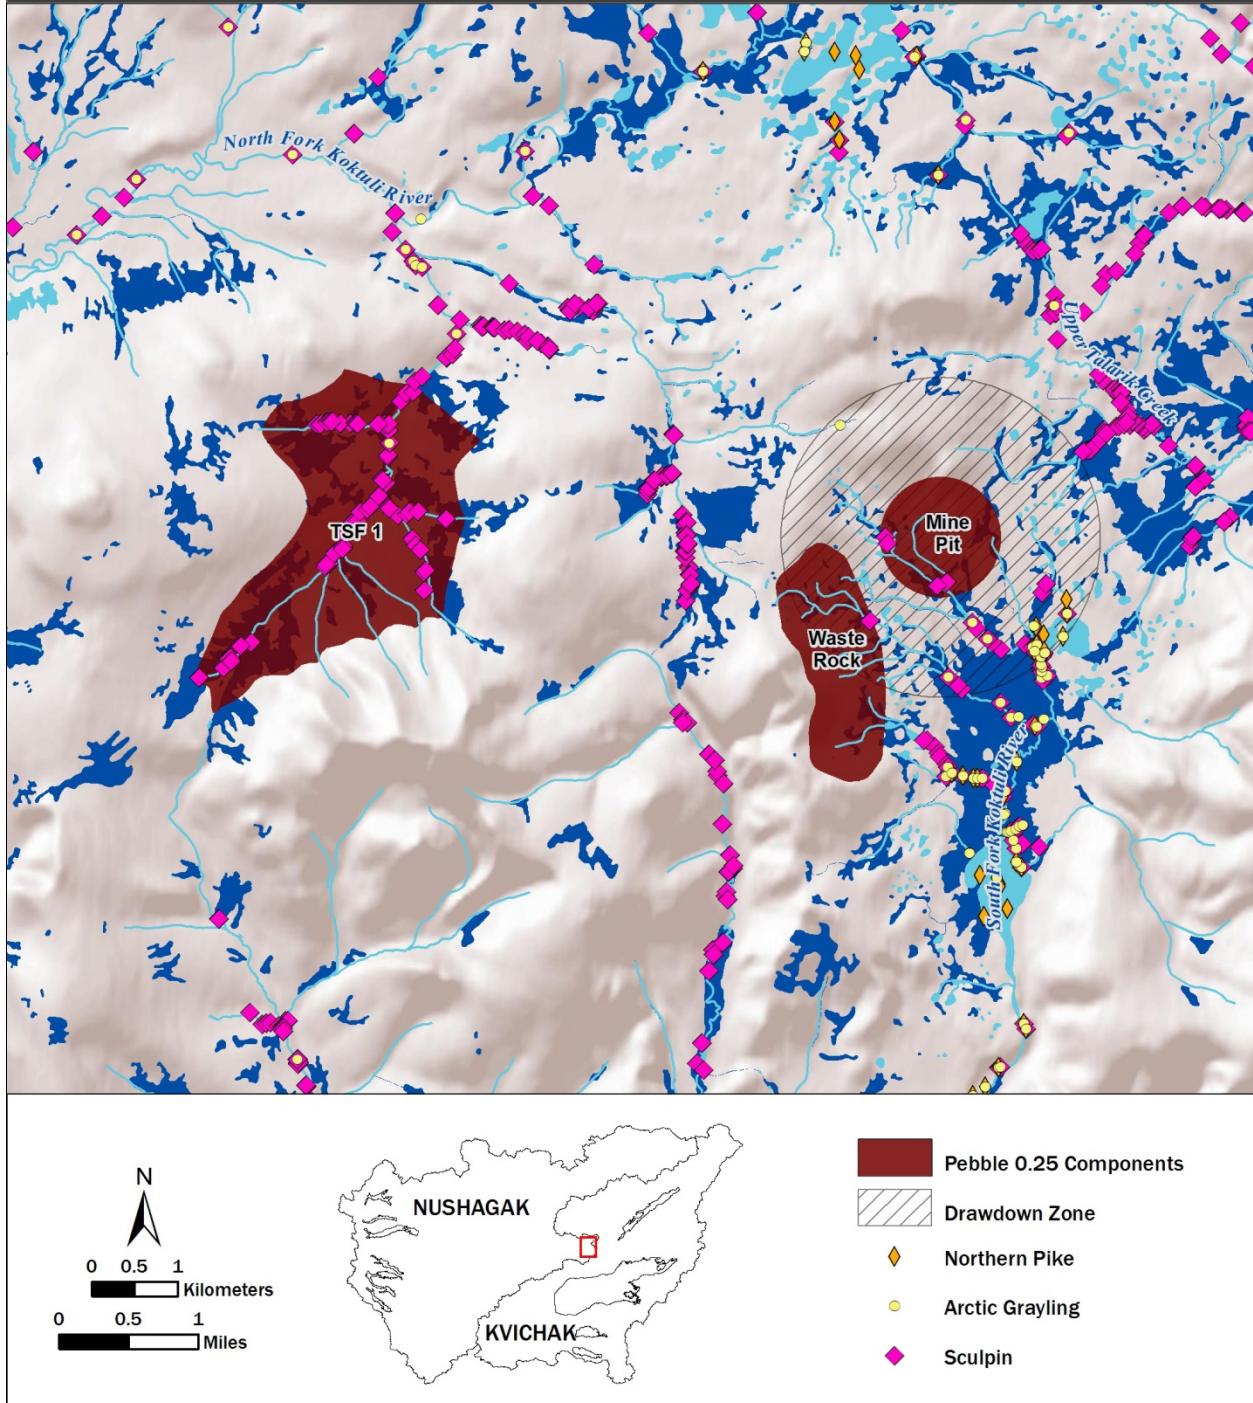 North Fork Koktuli River
Upper Talarik Creek
TSF 1
Mine
Pit
Waste
Rock
South Fork Koktuli River
N
0 0.5 1
Kilometers
0 0.5 1
Miles
NUSHAGAK
KVICHAK
Pebble 0.25 Components
Drawdown Zone
Northern Pike
Arctic Grayling
Sculpin